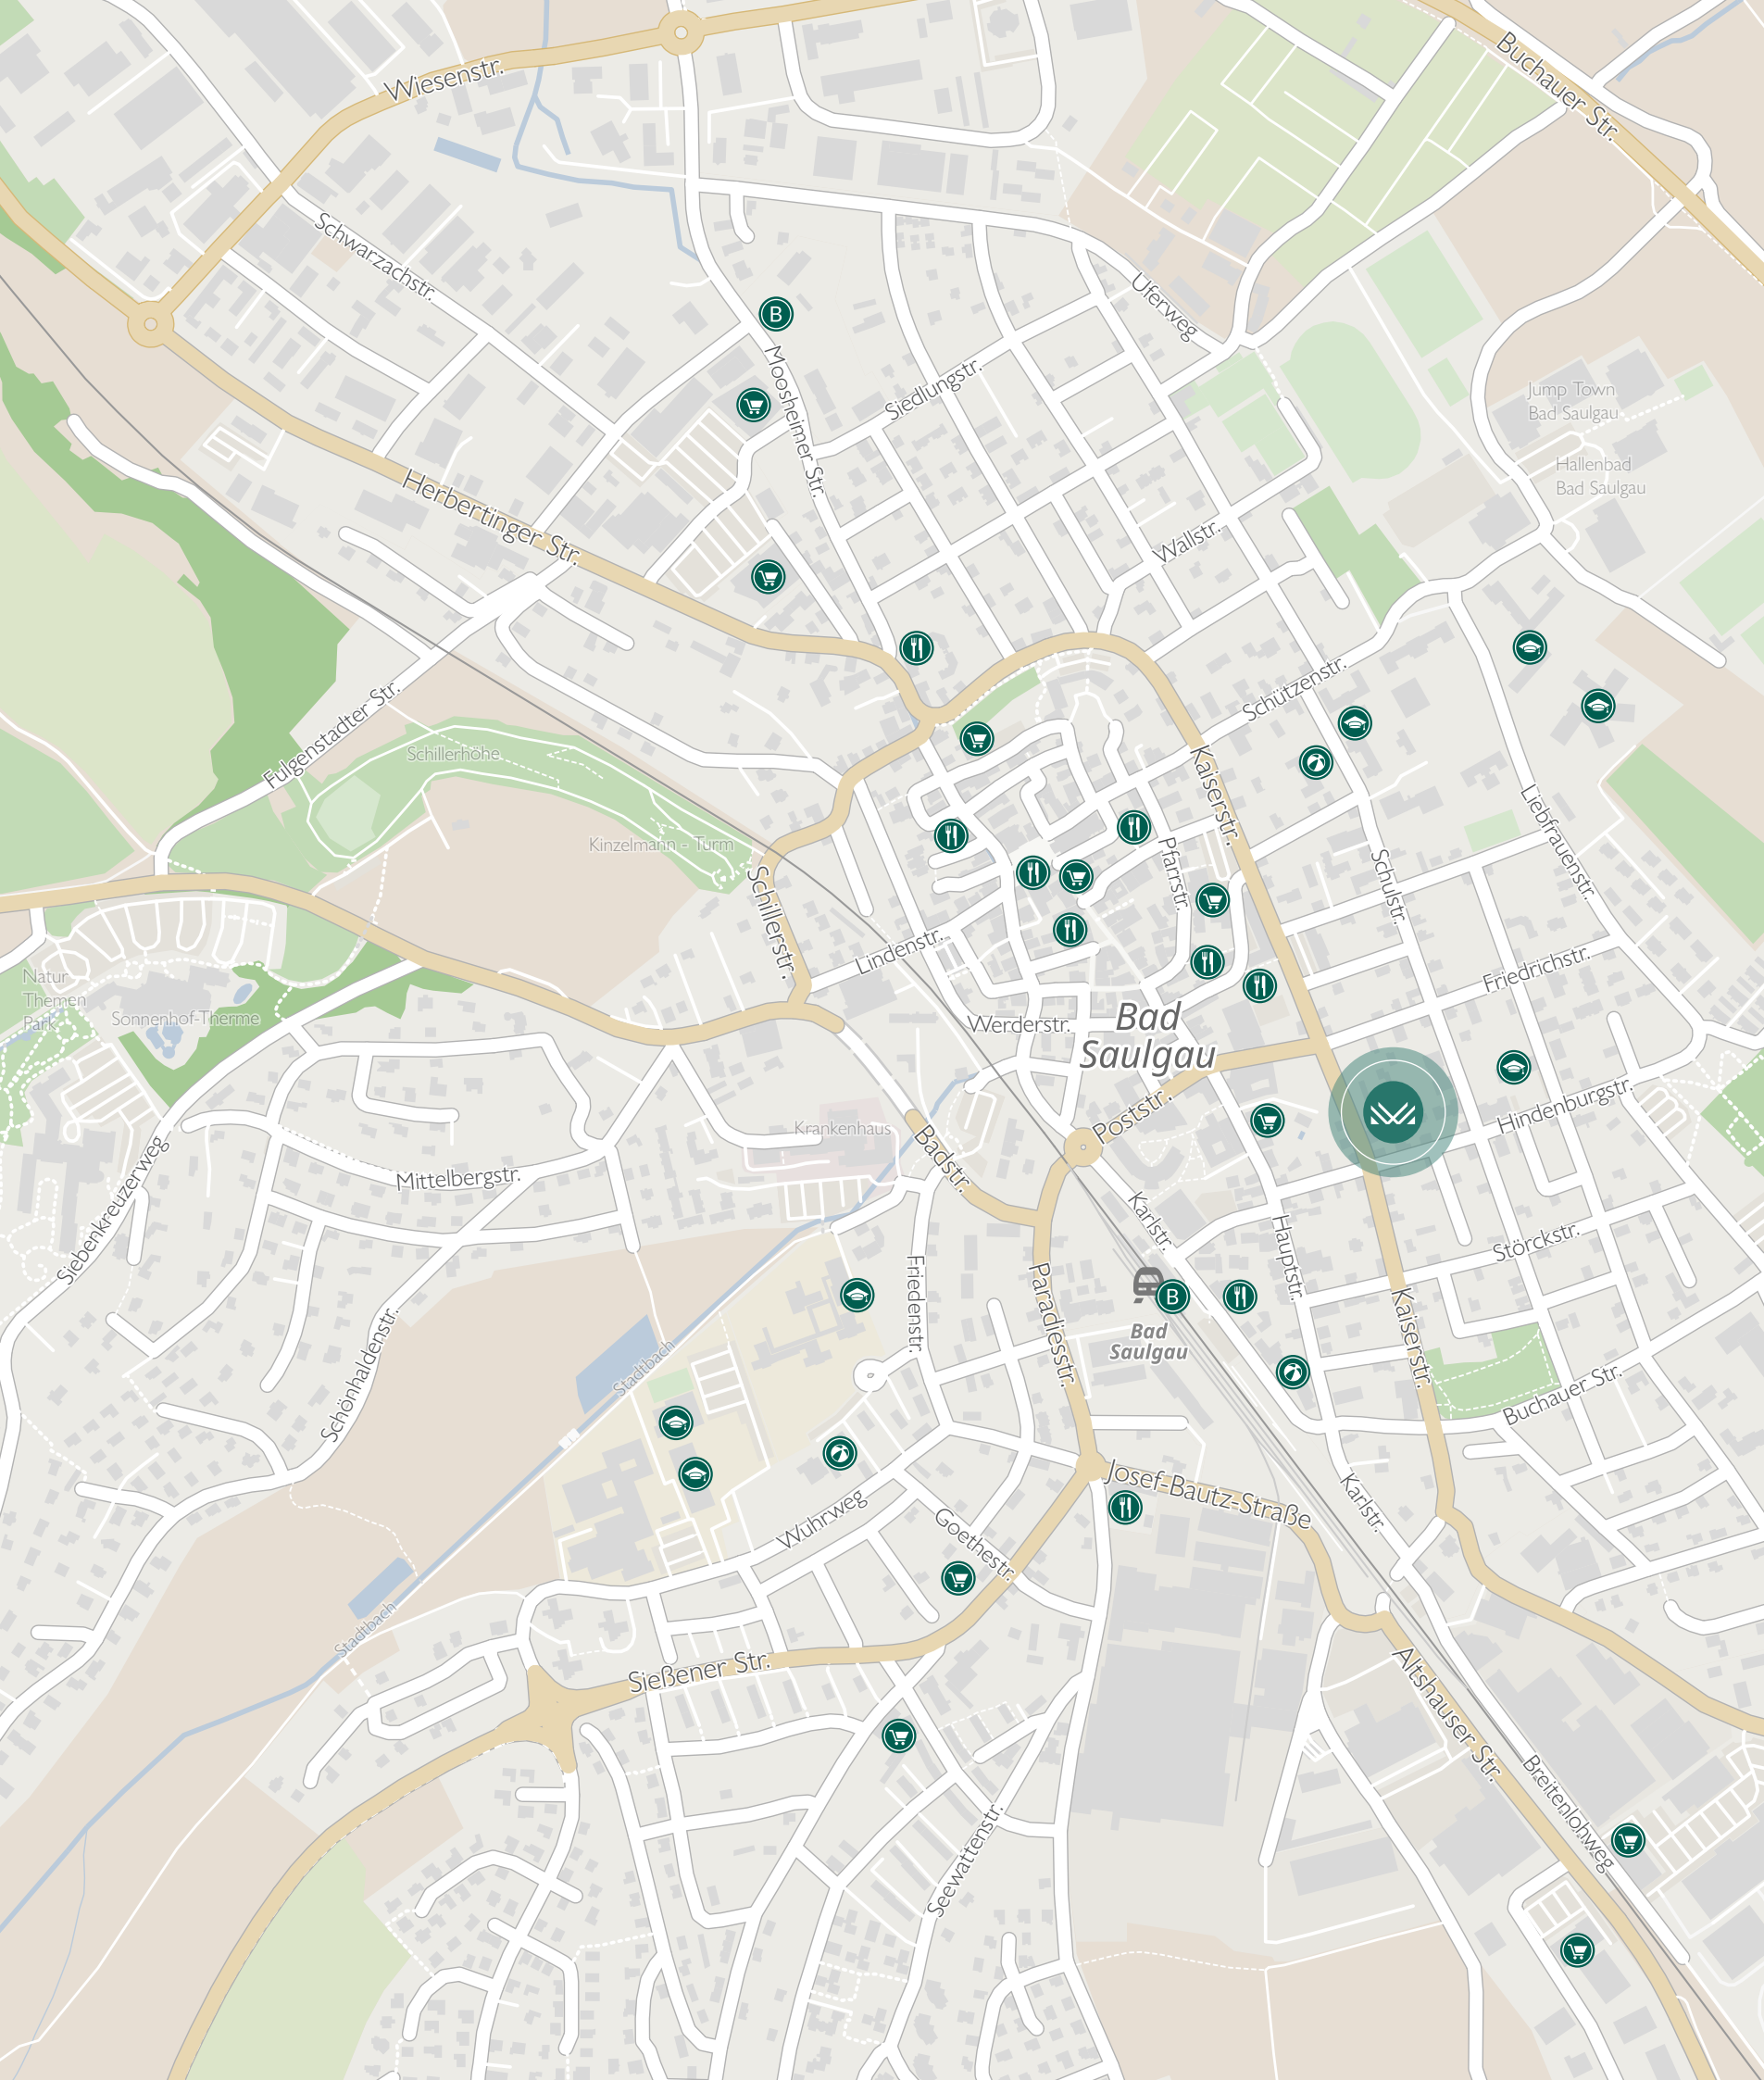 Buchauer Str.
Wiesenstr.
Schwarzachstr.
Uferweg
B
Moosheimer Str.
Siedlungstr.
Jump Town
Bad Saulgau
Hallenbad
Bad Saulgau
Herbertinger Str.
Wallstr.
Schützenstr.
Fulgenstadter Str.
Schillerhöhe
Kaiserstr.
Liebfrauenstr.
Kinzelmann - Turm
Pfarrstr.
Schulstr.
Schillerstr.
Lindenstr.
Friedrichstr.
Natur
Themen
Park
Sonnenhof-Therme
Werderstr.
Bad
Saulgau
Poststr.
Hindenburgstr.
Krankenhaus
Badstr.
Mittelbergstr.
Siebenkreuzerweg
Karlstr.
Hauptstr.
Störckstr.
Friedenstr.
Paradiesstr.
B
Kaiserstr.
Bad
Saulgau
Schönhaldenstr.
Stadtbach
Buchauer Str.
Josef-Bautz-Straße
Karlstr.
Wuhrweg
Goethestr.
Stadtbach
Sießener Str.
Altshauser Str.
Breitenlohweg
Seewattenstr.